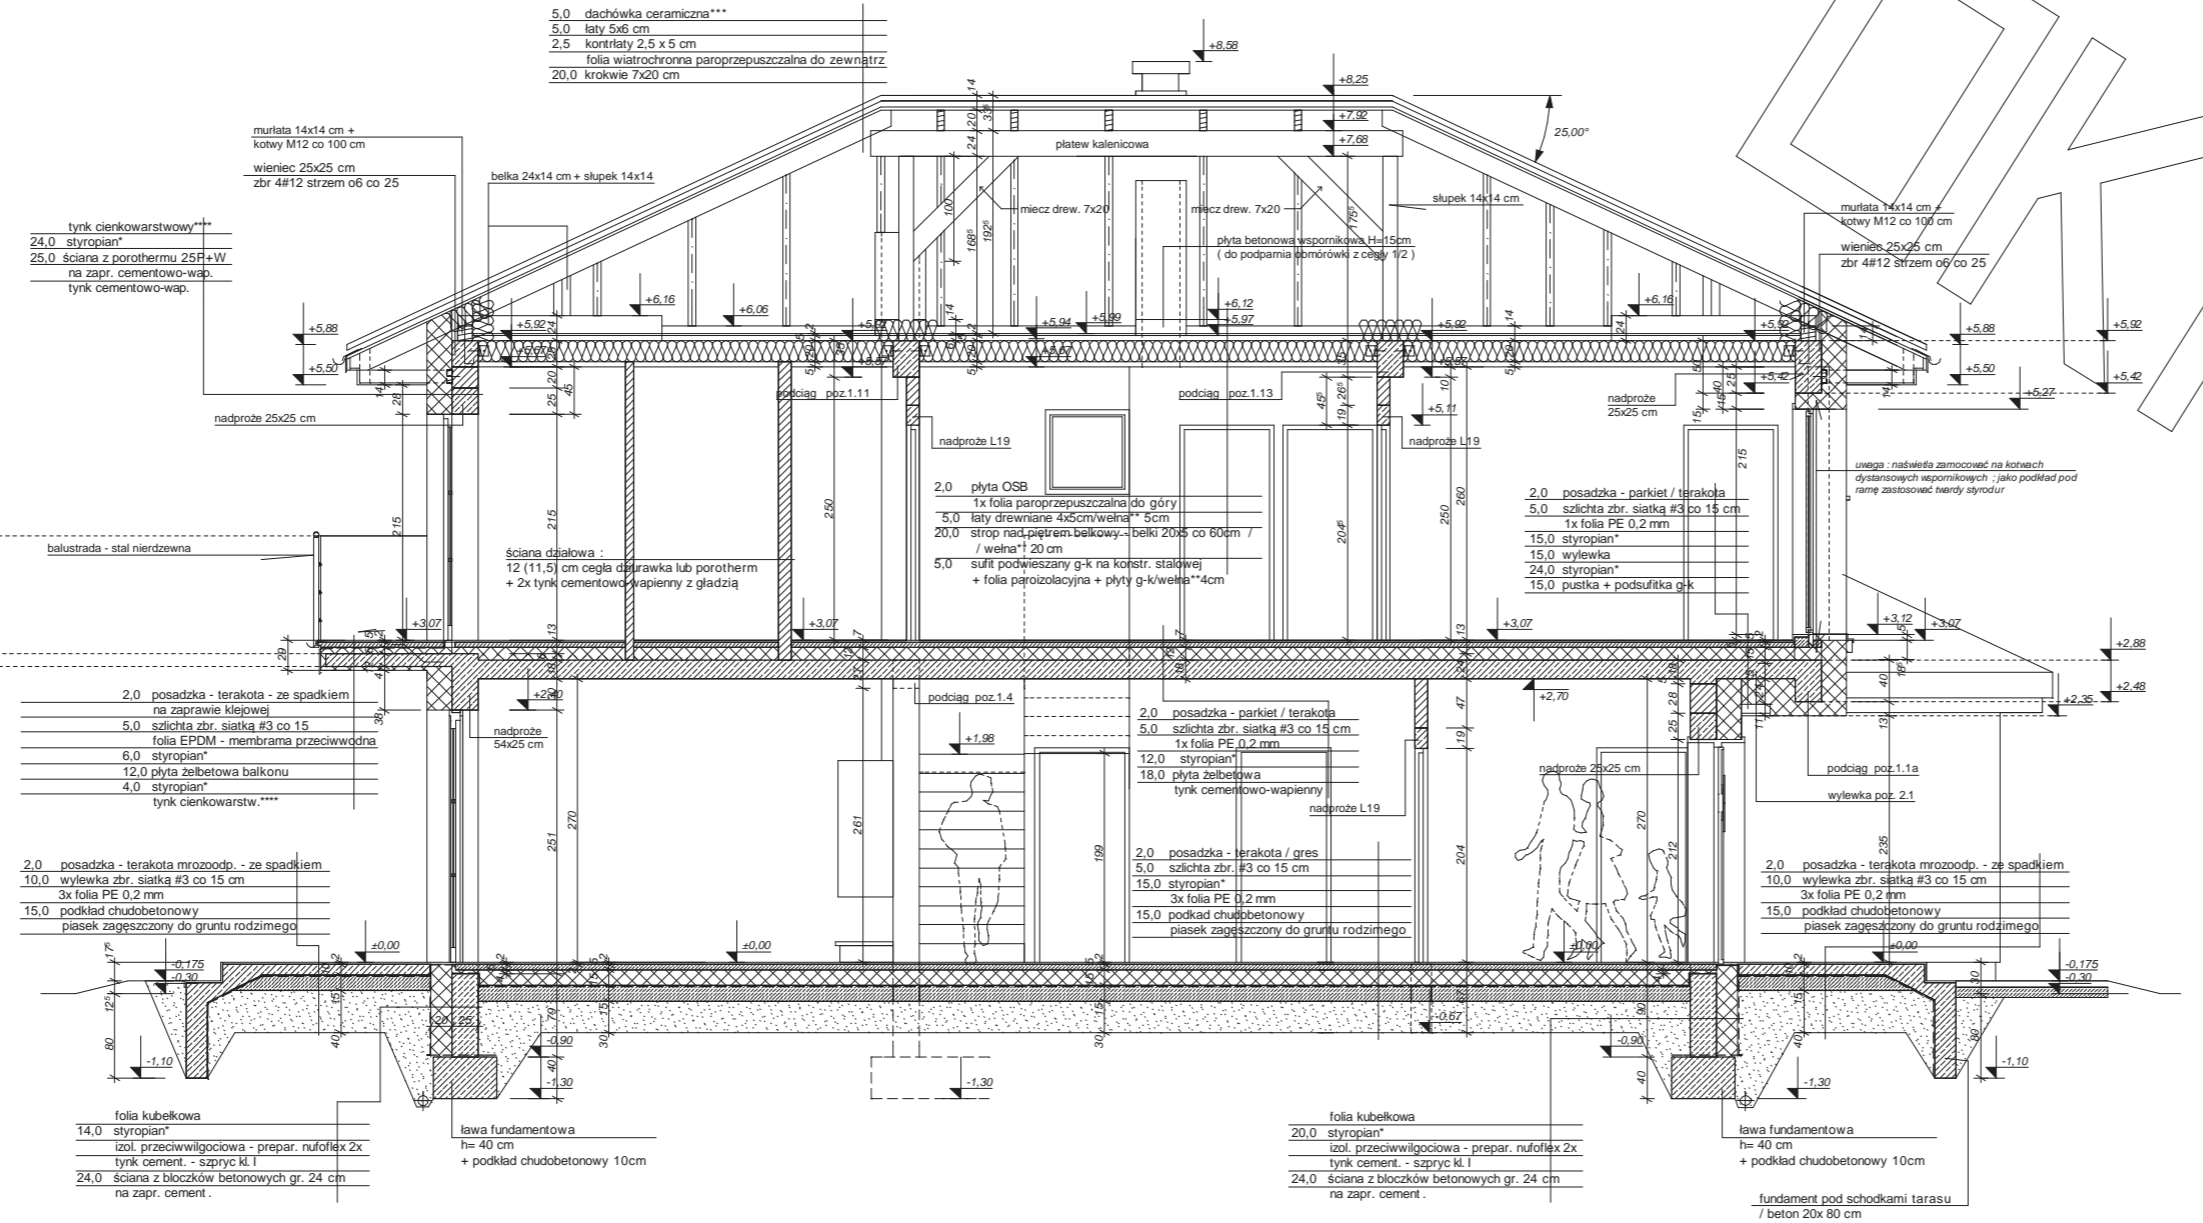 5,0 dachówka ceramiczna***
5,0 łaty 5x6 cm
2,5 kontrłaty 2,5 x 5 cm
folia wiatrochronna paroprzepuszczalna do zewnątrz
20,0 krokwie 7x20 cm
+8,58
+8,25
+7,92
+7,68
25,00°
płatew kalenicowa
murłata 14x14 cm +
kotwy M12 co 100 cm
wieniec 25x25 cm
zbr 4#12 strzem o6 co 25
belka 24x14 cm + słupek 14x14
miecz drew. 7x20
miecz drew. 7x20
słupek 14x14 cm
murłata 14x14 cm +
kotwy M12 co 100 cm
wieniec 25x25 cm
zbr 4#12 strzem o6 co 25
tynk cienkowarstwowy****
24,0 styropian*
25,0 ściana z porothermu 25P+W
na zapr. cementowo-wap.
tynk cementowo-wap.
płyta betonowa wspornikowa H=15cm
( do podparnia obmórówki z cegły 1/2 )
+5,88
+5,50
+5,92
+6,16
+6,06
+5,94
+5,99
+6,12
+5,97
+5,92
+6,16
+5,88
+5,50
+5,92
+5,42
+5,42
+5,27
+5,11
nadproże 25x25 cm
podciąg poz.1.11
podciąg poz.1.13
nadproże
25x25 cm
nadproże L19
nadproże L19
uwaga : naświetla zamocować na kotwach
dystansowych wspornikowych ; jako podkład pod
ramę zastosować twardy styrodur
2,0 płyta OSB
1x folia paroprzepuszczalna do góry
5,0 łaty drewniane 4x5cm/wełna** 5cm
20,0 strop nad piętrem belkowy - belki 20x5 co 60cm /
/ wełna** 20 cm
5,0 sufit podwieszany g-k na konstr. stalowej
+ folia paroizolacyjna + płyty g-k/wełna**4cm
2,0 posadzka - parkiet / terakota
5,0 szlichta zbr. siatką #3 co 15 cm
1x folia PE 0,2 mm
15,0 styropian*
15,0 wylewka
24,0 styropian*
15,0 pustka + podsufitka g-k
balustrada - stal nierdzewna
ściana działowa :
12 (11,5) cm cegła dziurawka lub porotherm
+ 2x tynk cementowo-wapienny z gładzią
+3,07
+3,07
+3,07
+3,12
+3,07
+2,88
+2,48
+2,35
+2,40
+2,70
+1,98
2,0 posadzka - terakota - ze spadkiem
na zaprawie klejowej
5,0 szlichta zbr. siatką #3 co 15
folia EPDM - membrama przeciwwodna
6,0 styropian*
12,0 płyta żelbetowa balkonu
4,0 styropian*
tynk cienkowarstw.****
nadproże
54x25 cm
podciąg poz.1.4
2,0 posadzka - parkiet / terakota
5,0 szlichta zbr. siatką #3 co 15 cm
1x folia PE 0,2 mm
12,0 styropian*
18,0 płyta żelbetowa
tynk cementowo-wapienny
nadproże L19
nadproże 25x25 cm
podciąg poz.1.1a
wylewka poz. 2.1
2,0 posadzka - terakota mrozoodp. - ze spadkiem
10,0 wylewka zbr. siatką #3 co 15 cm
3x folia PE 0,2 mm
15,0 podkład chudobetonowy
piasek zagęszczony do gruntu rodzimego
2,0 posadzka - terakota / gres
5,0 szlichta zbr. #3 co 15 cm
15,0 styropian*
3x folia PE 0,2 mm
15,0 podkad chudobetonowy
piasek zagęszczony do gruntu rodzimego
2,0 posadzka - terakota mrozoodp. - ze spadkiem
10,0 wylewka zbr. siatką #3 co 15 cm
3x folia PE 0,2 mm
15,0 podkład chudobetonowy
piasek zagęszczony do gruntu rodzimego
±0,00
±0,00
±0,00
±0,00
-0,175
-0,30
-1,10
-0,90
-1,30
-1,30
-0,67
-0,90
-1,30
-0,175
-0,30
-1,10
folia kubełkowa
14,0 styropian*
izol. przeciwwilgociowa - prepar. nufoflex 2x
tynk cement. - szpryc kl. I
24,0 ściana z bloczków betonowych gr. 24 cm
na zapr. cement .
ława fundamentowa
h= 40 cm
+ podkład chudobetonowy 10cm
folia kubełkowa
20,0 styropian*
izol. przeciwwilgociowa - prepar. nufoflex 2x
tynk cement. - szpryc kl. I
24,0 ściana z bloczków betonowych gr. 24 cm
na zapr. cement .
ława fundamentowa
h= 40 cm
+ podkład chudobetonowy 10cm
fundament pod schodkami tarasu
/ beton 20x 80 cm